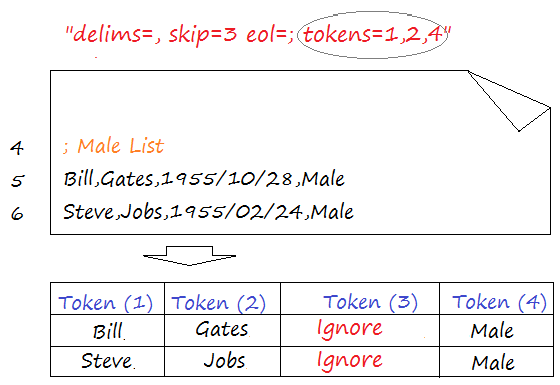 "delims=, skip=3 eol=; tokens=1,2,4"
4 ; Male List
5 Bill,Gates,1955/10/28,Male
6 Steve,Jobs,1955/02/24,Male
Token (1) Token (2) Token (3) Token (4)
Bill Gates Ignore Male
Steve Jobs Ignore Male